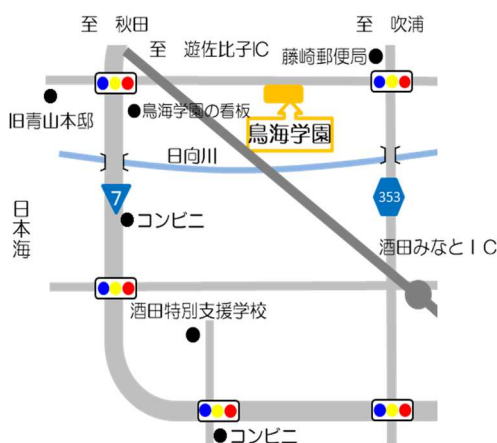 至　秋田
至　吹浦
至　遊佐比子IC
藤崎郵便局
鳥海学園の看板
旧青山本邸
鳥海学園
日向川
7
353
日本海
コンビニ
酒田みなとＩＣ
酒田特別支援学校
コンビニ